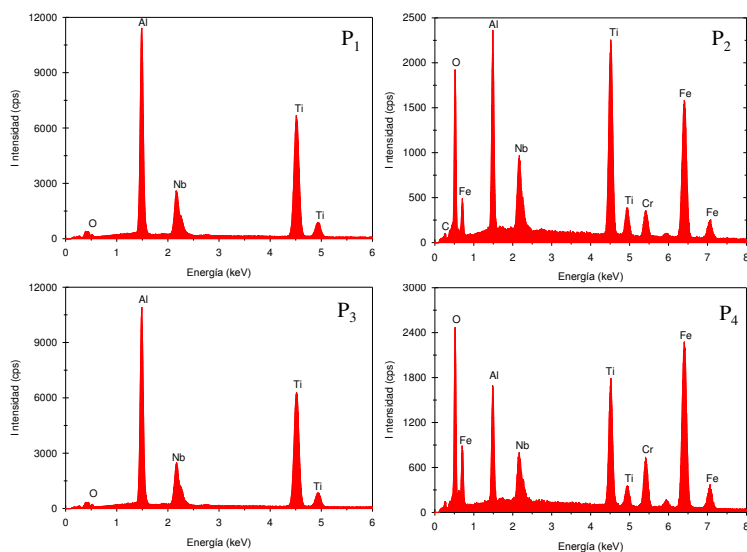 P1
Al
Nb
Ti
Ti
O
12000
9000
6000
3000
0
0 1 2 3 4 5 6
Intensidad (cps)
Energía (keV)
P2
Al
Ti
O
Fe
Nb
Fe
Ti
Cr
Fe
C
2500
2000
1500
1000
500
0
0 1 2 3 4 5 6 7 8
Intensidad (cps)
Energía (keV)
P3
Al
Ti
Nb
Ti
O
12000
9000
6000
3000
0
0 1 2 3 4 5 6
Intensidad (cps)
Energía (keV)
P4
O
Fe
Al
Ti
Fe
Nb
Cr
Ti
Fe
3000
2400
1800
1200
600
0
0 1 2 3 4 5 6 7 8
Intensidad (cps)
Energía (keV)